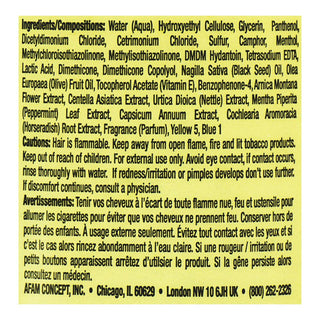 Ingredients/Compositions: Water (Aqua), Hydroxyethyl Cellulose, Glycerin, Panthenol,
Dicetyldimonium Chloride, Cetrimonium Chloride, Sulfur, Camphor, Menthol,
Methylchloroisothiazolinone, Methylisothiazolinone, DMDM Hydantoin, Tetrasodium EDTA,
Lactic Acid, Dimethicone, Dimethicone Dipolyol, Nagilla Sativa (Black Seed) Oil, Olea
Europaea (Olive) Fruit Oil, Tocopherol Acetate (Vitamin E), Benzophenone-4, Arnica Montana
Flower Extract, Centella Asiatica Extract, Urtica Dioica (Nettle) Extract, Mentha Piperita
(Peppermint) Leaf Extract, Capsicum Annuum Extract, Cochlearia Aromoracia
(Horseradish) Root Extract, Fragrance (Parfum), Yellow 5, Blue 1
Cautions: Hair is flammable. Keep away from open flame, fire and lit tobacco products.
Keep out of reach of children. For external use only. Avoid eye contact, if contact occurs,
rinse thoroughly with water. If redness/irritation or pimples develops don't use further.
If discomfort continues, consult a physician.
Avertissements: Tenir vos cheveux à l'écart de toute flamme nue, feu et ustensile pour
allumer les cigarettes pour éviter que vos cheveux ne prennent feu. Conserver hors de
portée des enfants. À usage externe seulement. Évitez tout contact avec les yeux et si
c'est le cas alors rincez abondamment à l'eau claire. Si une rougeur / irritation ou de
petits boutons apparaissent arrêtez d'utiliser le produit. Si la gêne persiste alors
consultez un médecin.
AFAM CONCEPT, INC. • Chicago, IL 60629 • London NW 10 6JH UK • (800) 262-2326